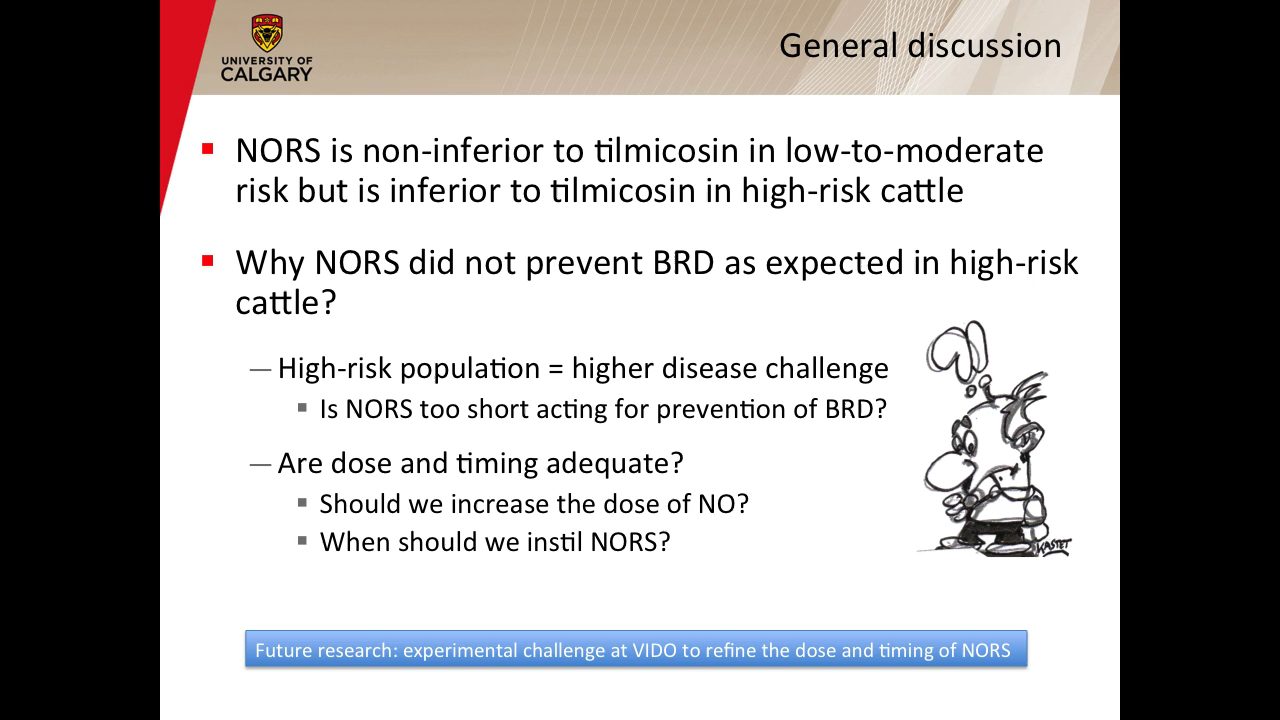 UNIVERSITY OF
CALGARY
General discussion
NORS is non-inferior to tilmicosin in low-to-moderate
risk but is inferior to tilmicosin in high-risk cattle
Why NORS did not prevent BRD as expected in high-risk
cattle?
— High-risk population = higher disease challenge
Is NORS too short acting for prevention of BRD?
— Are dose and timing adequate?
Should we increase the dose of NO?
When should we instil NORS?
KASTET
Future research: experimental challenge at VIDO to refine the dose and timing of NORS